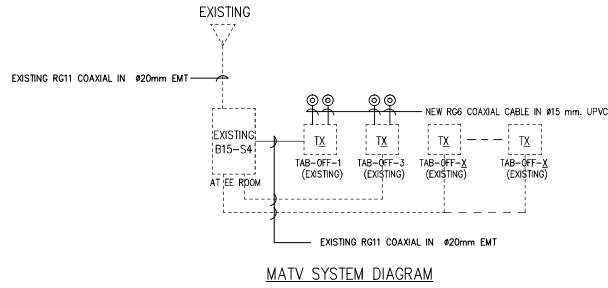 EXISTING
EXISTING RG11 COAXIAL IN Ø20mm EMT
NEW RG6 COAXIAL CABLE IN Ø15 mm. UPVC
EXISTING
B15-S4
TX
TX
TX
TX
TAB-OFF-1
(EXISTING)
TAB-OFF-3
(EXISTING)
TAB-OFF-X
(EXISTING)
TAB-OFF-X
(EXISTING)
AT EE ROOM
EXISTING RG11 COAXIAL IN Ø20mm EMT
MATV SYSTEM DIAGRAM